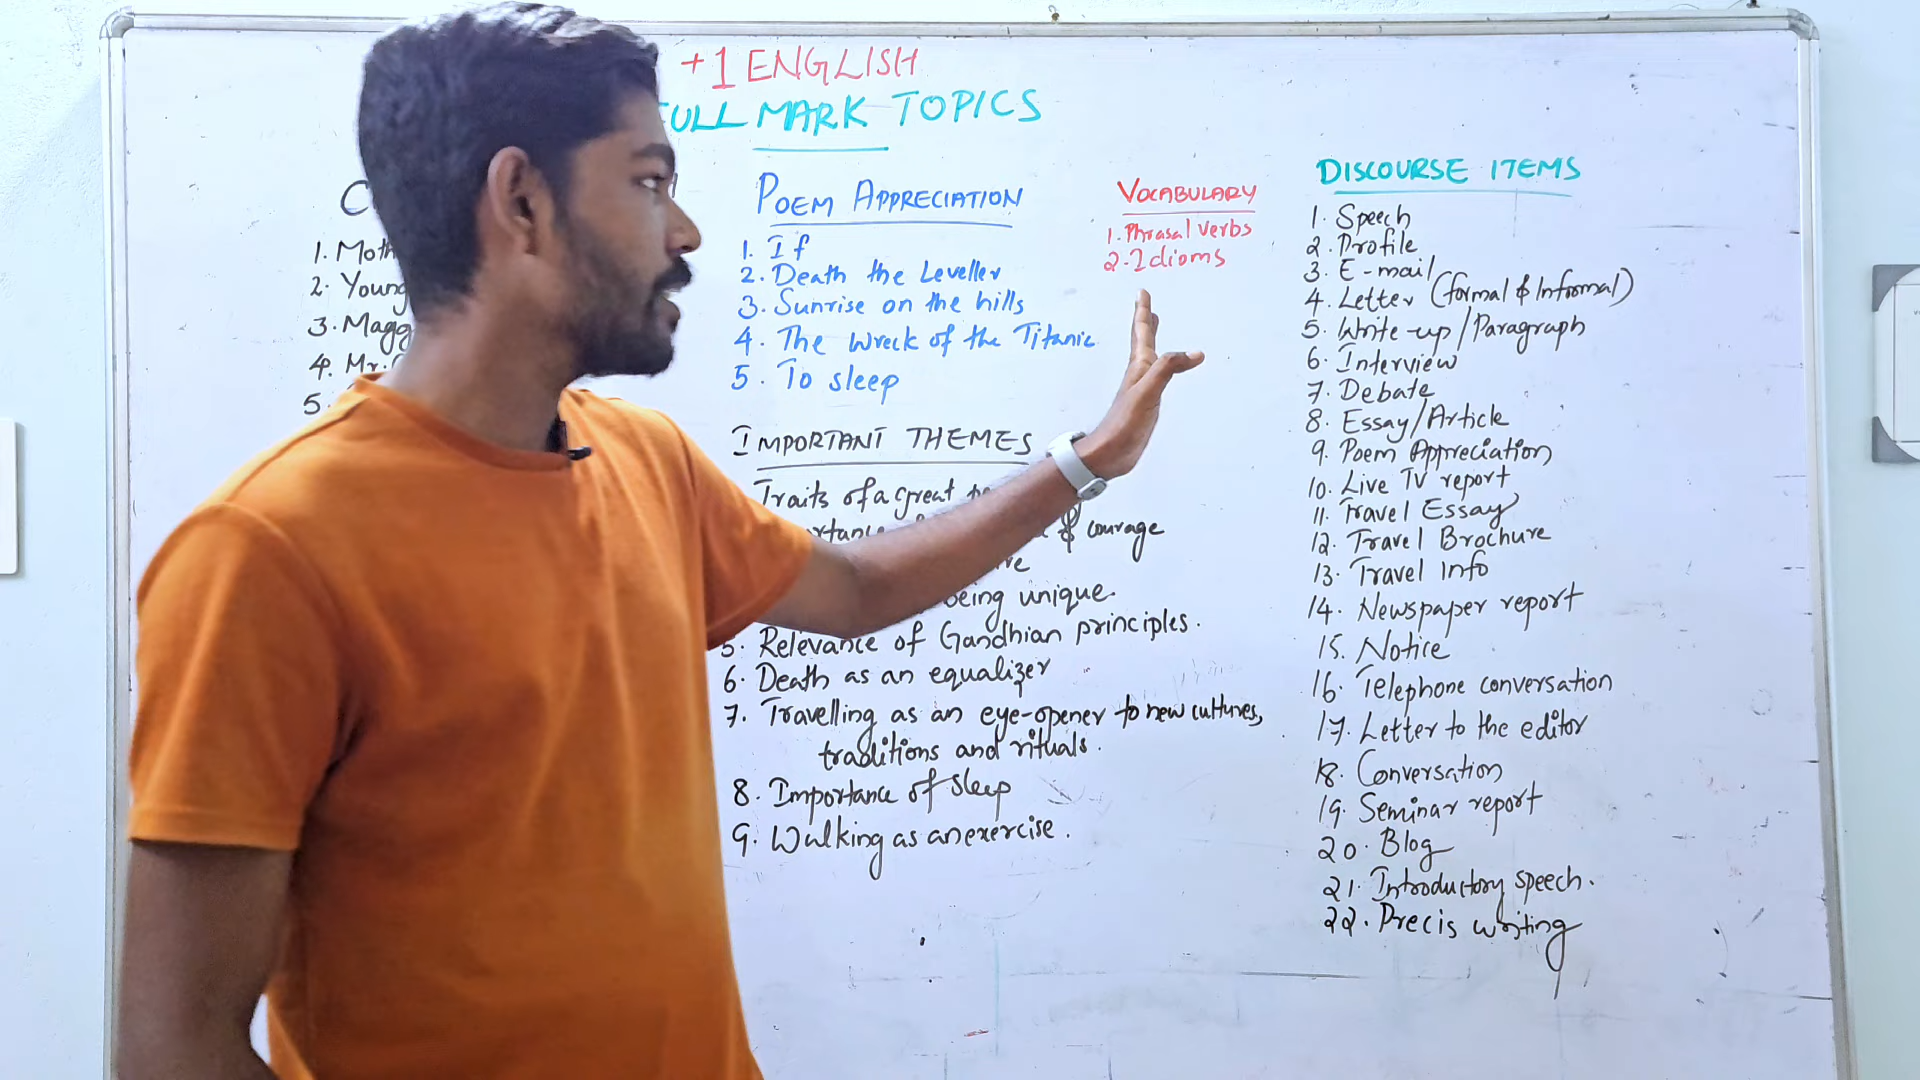 +1 ENGLISH
FULL MARK TOPICS
1. Moth
2. Young
3. Magg
4. Mr.
5.
POEM APPRECIATION
1. If
2. Death the Leveller
3. Sunrise on the hills
4. The Wreck of the Titanic
5. To sleep
IMPORTANT THEMES
Traits of a great
& courage
being unique.
5. Relevance of Gandhian principles.
6. Death as an equalizer
7. Travelling as an eye-opener to new cultures,
traditions and rituals.
8. Importance of sleep
9. Walking as an exercise.
VOCABULARY
1. Phrasal verbs
2. Idioms
DISCOURSE ITEMS
1. Speech
2. Profile
3. E-mail
4. Letter (formal & Informal)
5. Write-up/Paragraph
6. Interview
7. Debate
8. Essay/Article
9. Poem Appreciation
10. Live TV report
11. Travel Essay
12. Travel Brochure
13. Travel Info
14. Newspaper report
15. Notice
16. Telephone conversation
17. Letter to the editor
18. Conversation
19. Seminar report
20. Blog
21. Introductory speech.
22. Precis writing